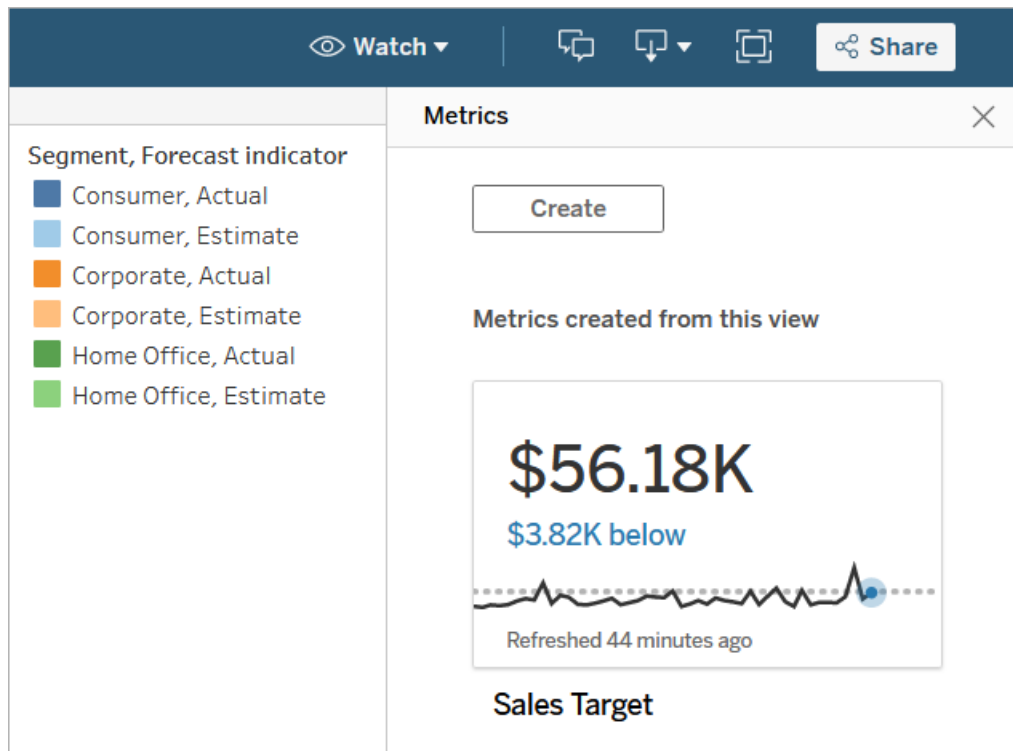 Watch
Share
Metrics
Segment, Forecast indicator
Consumer, Actual
Consumer, Estimate
Corporate, Actual
Corporate, Estimate
Home Office, Actual
Home Office, Estimate
Create
Metrics created from this view
$56.18K
$3.82K below
Refreshed 44 minutes ago
Sales Target